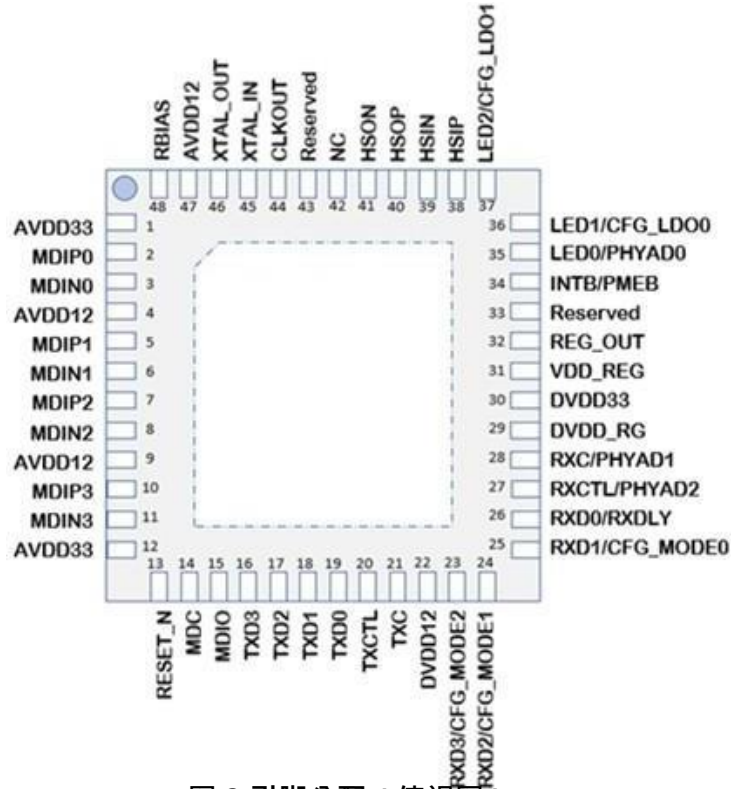 RBIAS
AVDD12
XTAL_OUT
XTAL_IN
CLKOUT
Reserved
NC
HSON
HSOP
HSIN
HSIP
LED2/CFG_LDO1
48 47 46 45 44 43 42 41 40 39 38 37
AVDD33 1
MDIP0 2
MDIN0 3
AVDD12 4
MDIP1 5
MDIN1 6
MDIP2 7
MDIN2 8
AVDD12 9
MDIP3 10
MDIN3 11
AVDD33 12
36 LED1/CFG_LDO0
35 LED0/PHYAD0
34 INTB/PMEB
33 Reserved
32 REG_OUT
31 VDD_REG
30 DVDD33
29 DVDD_RG
28 RXC/PHYAD1
27 RXCTL/PHYAD2
26 RXD0/RXDLY
25 RXD1/CFG_MODE0
13 14 15 16 17 18 19 20 21 22 23 24
RESET_N
MDC
MDIO
TXD3
TXD2
TXD1
TXD0
TXCTL
TXC
DVDD12
RXD3/CFG_MODE2
RXD2/CFG_MODE1